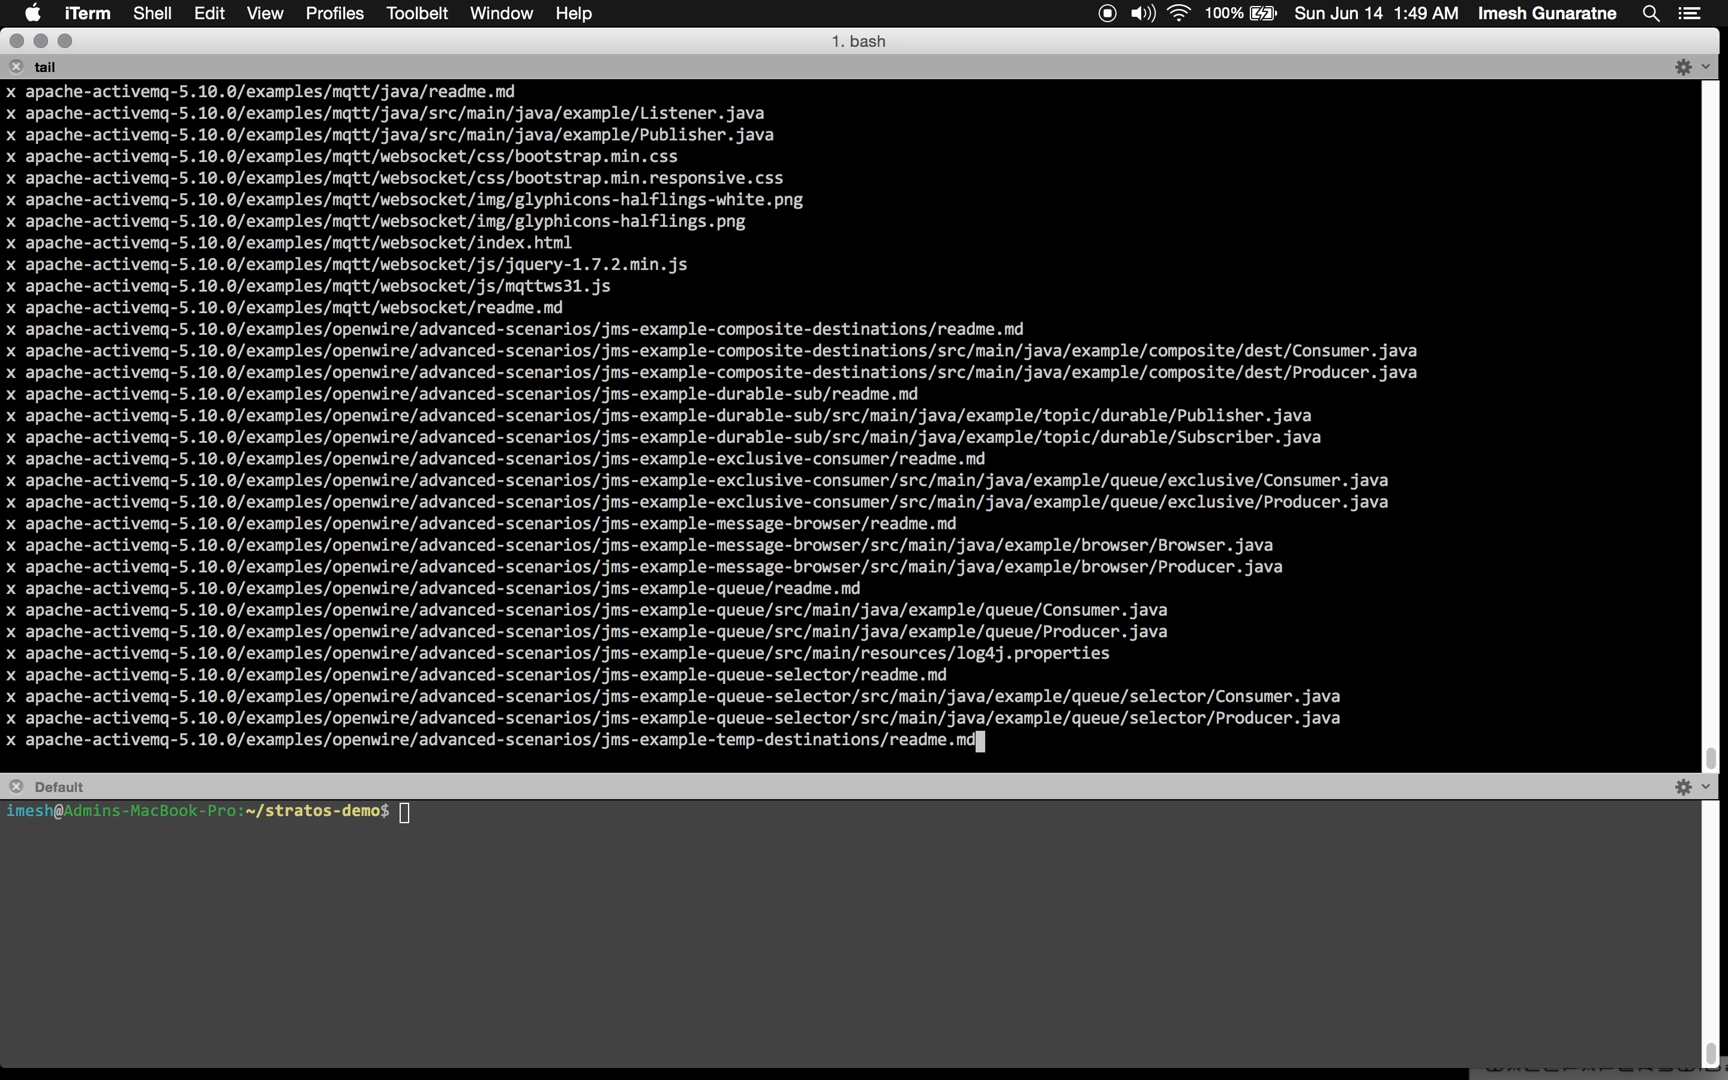 iTerm Shell Edit View Profiles Toolbelt Window Help 100% Sun Jun 14 1:49 AM Imesh Gunaratne
1. bash
tail
x apache-activemq-5.10.0/examples/mqtt/java/readme.md
x apache-activemq-5.10.0/examples/mqtt/java/src/main/java/example/Listener.java
x apache-activemq-5.10.0/examples/mqtt/java/src/main/java/example/Publisher.java
x apache-activemq-5.10.0/examples/mqtt/websocket/css/bootstrap.min.css
x apache-activemq-5.10.0/examples/mqtt/websocket/css/bootstrap.min.responsive.css
x apache-activemq-5.10.0/examples/mqtt/websocket/img/glyphicons-halflings-white.png
x apache-activemq-5.10.0/examples/mqtt/websocket/img/glyphicons-halflings.png
x apache-activemq-5.10.0/examples/mqtt/websocket/index.html
x apache-activemq-5.10.0/examples/mqtt/websocket/js/jquery-1.7.2.min.js
x apache-activemq-5.10.0/examples/mqtt/websocket/js/mqttws31.js
x apache-activemq-5.10.0/examples/mqtt/websocket/readme.md
x apache-activemq-5.10.0/examples/openwire/advanced-scenarios/jms-example-composite-destinations/readme.md
x apache-activemq-5.10.0/examples/openwire/advanced-scenarios/jms-example-composite-destinations/src/main/java/example/composite/dest/Consumer.java
x apache-activemq-5.10.0/examples/openwire/advanced-scenarios/jms-example-composite-destinations/src/main/java/example/composite/dest/Producer.java
x apache-activemq-5.10.0/examples/openwire/advanced-scenarios/jms-example-durable-sub/readme.md
x apache-activemq-5.10.0/examples/openwire/advanced-scenarios/jms-example-durable-sub/src/main/java/example/topic/durable/Publisher.java
x apache-activemq-5.10.0/examples/openwire/advanced-scenarios/jms-example-durable-sub/src/main/java/example/topic/durable/Subscriber.java
x apache-activemq-5.10.0/examples/openwire/advanced-scenarios/jms-example-exclusive-consumer/readme.md
x apache-activemq-5.10.0/examples/openwire/advanced-scenarios/jms-example-exclusive-consumer/src/main/java/example/queue/exclusive/Consumer.java
x apache-activemq-5.10.0/examples/openwire/advanced-scenarios/jms-example-exclusive-consumer/src/main/java/example/queue/exclusive/Producer.java
x apache-activemq-5.10.0/examples/openwire/advanced-scenarios/jms-example-message-browser/readme.md
x apache-activemq-5.10.0/examples/openwire/advanced-scenarios/jms-example-message-browser/src/main/java/example/browser/Browser.java
x apache-activemq-5.10.0/examples/openwire/advanced-scenarios/jms-example-message-browser/src/main/java/example/browser/Producer.java
x apache-activemq-5.10.0/examples/openwire/advanced-scenarios/jms-example-queue/readme.md
x apache-activemq-5.10.0/examples/openwire/advanced-scenarios/jms-example-queue/src/main/java/example/queue/Consumer.java
x apache-activemq-5.10.0/examples/openwire/advanced-scenarios/jms-example-queue/src/main/java/example/queue/Producer.java
x apache-activemq-5.10.0/examples/openwire/advanced-scenarios/jms-example-queue/src/main/resources/log4j.properties
x apache-activemq-5.10.0/examples/openwire/advanced-scenarios/jms-example-queue-selector/readme.md
x apache-activemq-5.10.0/examples/openwire/advanced-scenarios/jms-example-queue-selector/src/main/java/example/queue/selector/Consumer.java
x apache-activemq-5.10.0/examples/openwire/advanced-scenarios/jms-example-queue-selector/src/main/java/example/queue/selector/Producer.java
x apache-activemq-5.10.0/examples/openwire/advanced-scenarios/jms-example-temp-destinations/readme.md
Default
imesh@Admins-MacBook-Pro:~/stratos-demo$